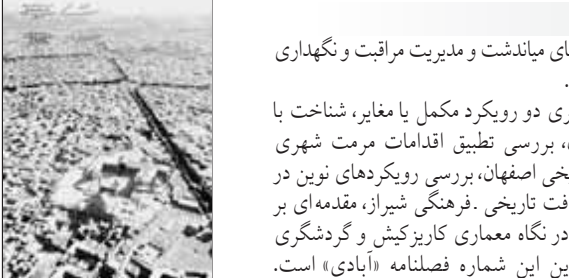 ای میاندشت و مدیریت مراقبت و نگهداری
.
ری دو رویکرد مکمل یا مغایر، شناخت با
، بررسی تطبیق اقدامات مرمت شهری
یخی اصفهان، بررسی رویکردهای نوین در
فت تاریخی ـ فرهنگی شیراز، مقدمه‌ای بر
در نگاه معماری کاریزکیش و گردشگری
ین این شماره فصلنامه «آبادی» است.